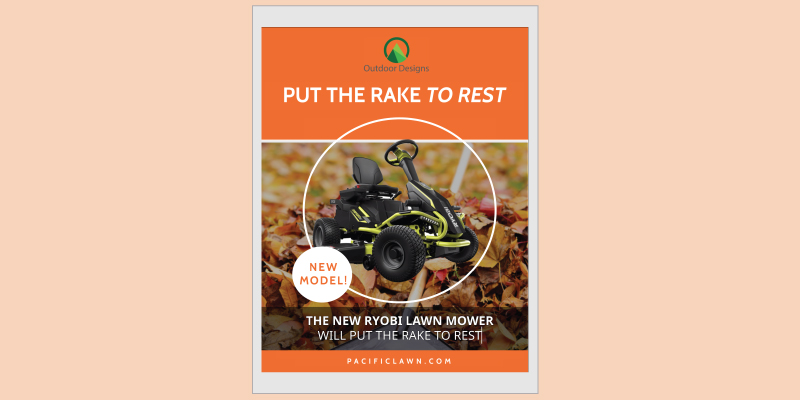 Outdoor Designs
PUT THE RAKE TO REST
RYOBI
NEW
MODEL!
THE NEW RYOBI LAWN MOWER
WILL PUT THE RAKE TO REST
PACIFICLAWN.COM